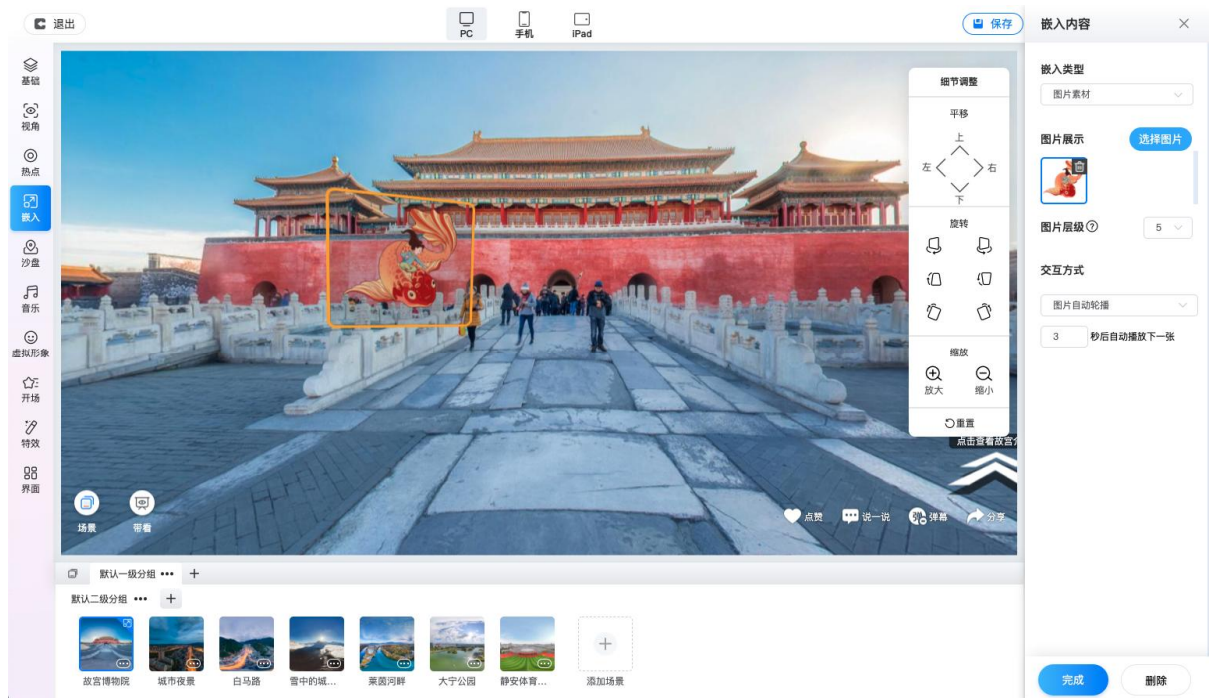 退出
PC
手机
iPad
保存
基础
视角
热点
嵌入
沙盘
音乐
虚拟形象
开场
特效
界面
细节调整
平移
上
左
右
下
旋转
缩放
放大
缩小
重置
点击查看故宫
场景
带看
点赞
说一说
弹 弹幕
分享
默认一级分组 ••• +
默认二级分组 ••• +
故宫博物院
城市夜景
白马路
雪中的城...
莱茵河畔
大宁公园
静安体育...
添加场景
嵌入内容
嵌入类型
图片素材
图片展示
选择图片
图片层级?
5
交互方式
图片自动轮播
3 秒后自动播放下一张
完成
删除